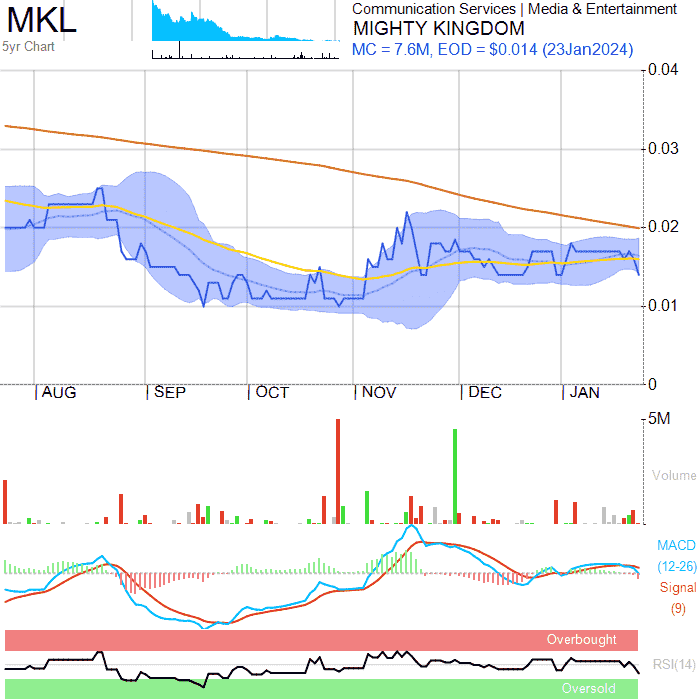 MKL
5yr Chart
Communication Services | Media & Entertainment
MIGHTY KINGDOM
MC = 7.6M, EOD = $0.014 (23Jan2024)
0.04
0.03
0.02
0.01
0
AUG SEP OCT NOV DEC JAN
5M
Volume
MACD
(12-26)
Signal
(9)
Overbought
RSI(14)
Oversold